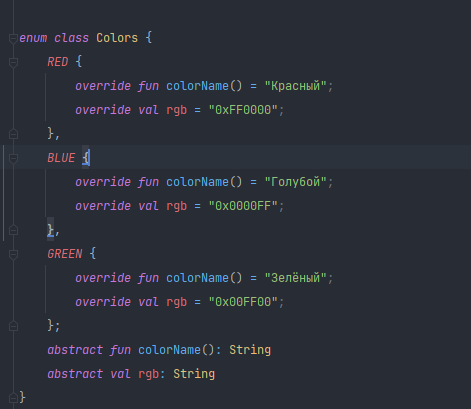 enum class Colors {
RED {
override fun colorName() = "Красный";
override val rgb = "0xFF0000";
},
BLUE {
override fun colorName() = "Голубой";
override val rgb = "0x0000FF";
},
GREEN {
override fun colorName() = "Зелёный";
override val rgb = "0x00FF00";
};
abstract fun colorName(): String
abstract val rgb: String
}